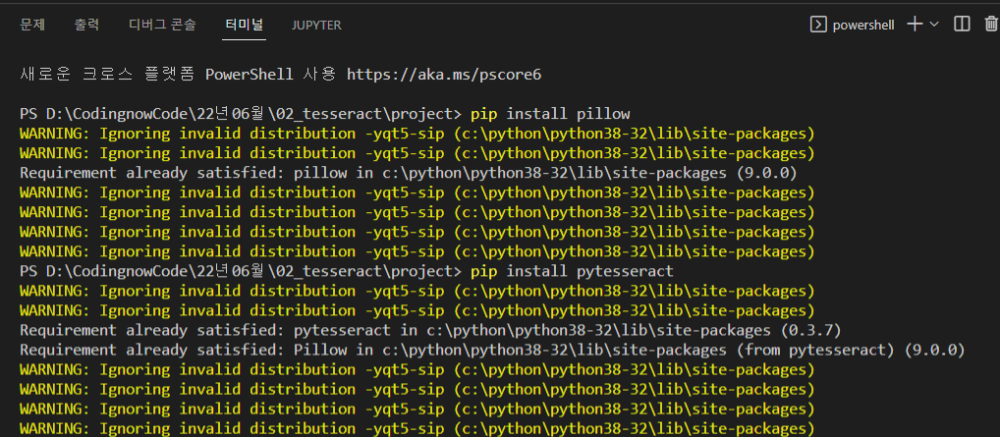 문제 출력 디버그 콘솔 터미널 JUPYTER powershell
새로운 크로스 플랫폼 PowerShell 사용 https://aka.ms/pscore6
PS D:\CodingnowCode\22년06월\02_tesseract\project> pip install pillow
WARNING: Ignoring invalid distribution -yqt5-sip (c:\python\python38-32\lib\site-packages)
WARNING: Ignoring invalid distribution -yqt5-sip (c:\python\python38-32\lib\site-packages)
Requirement already satisfied: pillow in c:\python\python38-32\lib\site-packages (9.0.0)
WARNING: Ignoring invalid distribution -yqt5-sip (c:\python\python38-32\lib\site-packages)
WARNING: Ignoring invalid distribution -yqt5-sip (c:\python\python38-32\lib\site-packages)
WARNING: Ignoring invalid distribution -yqt5-sip (c:\python\python38-32\lib\site-packages)
WARNING: Ignoring invalid distribution -yqt5-sip (c:\python\python38-32\lib\site-packages)
PS D:\CodingnowCode\22년06월\02_tesseract\project> pip install pytesseract
WARNING: Ignoring invalid distribution -yqt5-sip (c:\python\python38-32\lib\site-packages)
WARNING: Ignoring invalid distribution -yqt5-sip (c:\python\python38-32\lib\site-packages)
Requirement already satisfied: pytesseract in c:\python\python38-32\lib\site-packages (0.3.7)
Requirement already satisfied: Pillow in c:\python\python38-32\lib\site-packages (from pytesseract) (9.0.0)
WARNING: Ignoring invalid distribution -yqt5-sip (c:\python\python38-32\lib\site-packages)
WARNING: Ignoring invalid distribution -yqt5-sip (c:\python\python38-32\lib\site-packages)
WARNING: Ignoring invalid distribution -yqt5-sip (c:\python\python38-32\lib\site-packages)
WARNING: Ignoring invalid distribution -yqt5-sip (c:\python\python38-32\lib\site-packages)